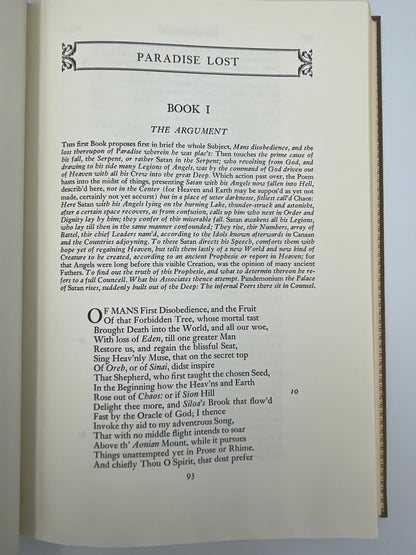 PARADISE LOST
BOOK I
THE ARGUMENT
THIS first Book proposes first in brief the whole Subject, Mans disobedience, and the
lost thereupon of Paradise wherein he was plac't: Then touches the prime cause of
his fall, the Serpent, or rather Satan in the Serpent; who revolting from God, and
drawing to his side many Legions of Angels, was by the command of God driven out
of Heaven with all his Crew into the great Deep. Which action past over, the Poem
hasts into the midst of things, presenting Satan with his Angels now fallen into Hell,
describ'd here, not in the Center (for Heaven and Earth may be suppos'd as yet not
made, certainly not yet accurst) but in a place of utter darknesse, fitliest call'd Chaos:
Here Satan with his Angels lying on the burning Lake, thunder-struck and astonisht,
after a certain space recovers, as from confusion, calls up him who next in Order and
Dignity lay by him; they confer of this miserable fall. Satan awakens all his Legions,
who lay till then in the same manner confounded; They rise, thir Numbers, array of
Battel, thir chief Leaders nam'd, according to the Idols known afterwards in Canaan
and the Countries adjoyning. To these Satan directs his Speech, comforts them with
hope yet of regaining Heaven, but tells them lastly of a new World and new kind of
Creature to be created, according to an ancient Prophesie or report in Heaven; for
that Angels were long before this visible Creation, was the opinion of many ancient
Fathers. To find out the truth of this Prophesie, and what to determin thereon he re-
fers to a full Councell. What his Associates thence attempt. Pandemonium the Palace
of Satan rises, suddenly built out of the Deep: The infernal Peers there sit in Counsel.
OF MANS First Disobedience, and the Fruit
Of that Forbidden Tree, whose mortal tast
Brought Death into the World, and all our woe,
With loss of Eden, till one greater Man
Restore us, and regain the blissful Seat,
Sing Heav'nly Muse, that on the secret top
Of Oreb, or of Sinai, didst inspire
That Shepherd, who first taught the chosen Seed,
In the Beginning how the Heav'ns and Earth
Rose out of Chaos: or if Sion Hill 10
Delight thee more, and Siloa's Brook that flow'd
Fast by the Oracle of God; I thence
Invoke thy aid to my adventrous Song,
That with no middle flight intends to soar
Above th' Aonian Mount, while it pursues
Things unattempted yet in Prose or Rhime.
And chiefly Thou O Spirit, that dost prefer
93